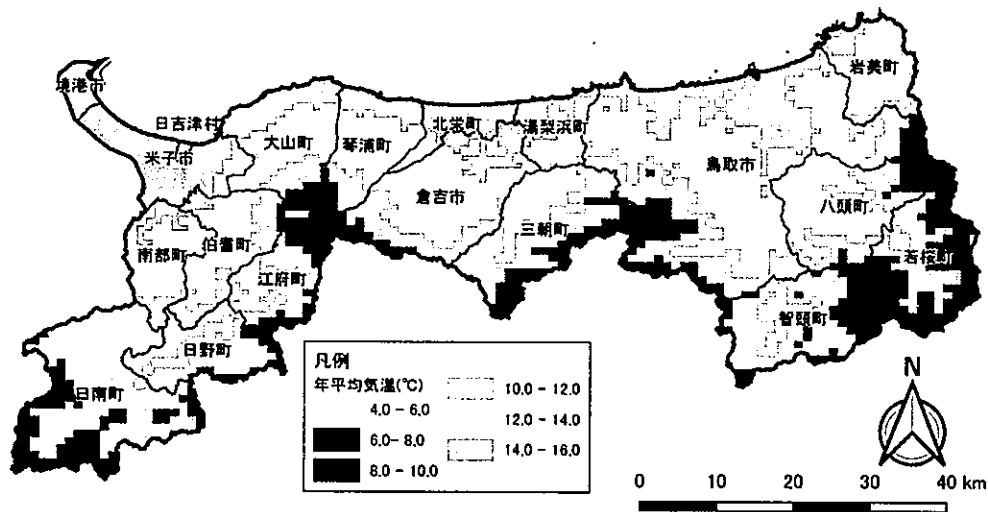 岩美町
境港市
日吉津村
北栄町
湯梨浜町
米子市
大山町
琴浦町
鳥取市
倉吉市
八頭町
三朝町
南部町
伯耆町
若桜町
江府町
智頭町
日野町
日南町
凡例
年平均気温(℃)
4.0 - 6.0
6.0 - 8.0
8.0 - 10.0
10.0 - 12.0
12.0 - 14.0
14.0 - 16.0
N
0 10 20 30 40 km